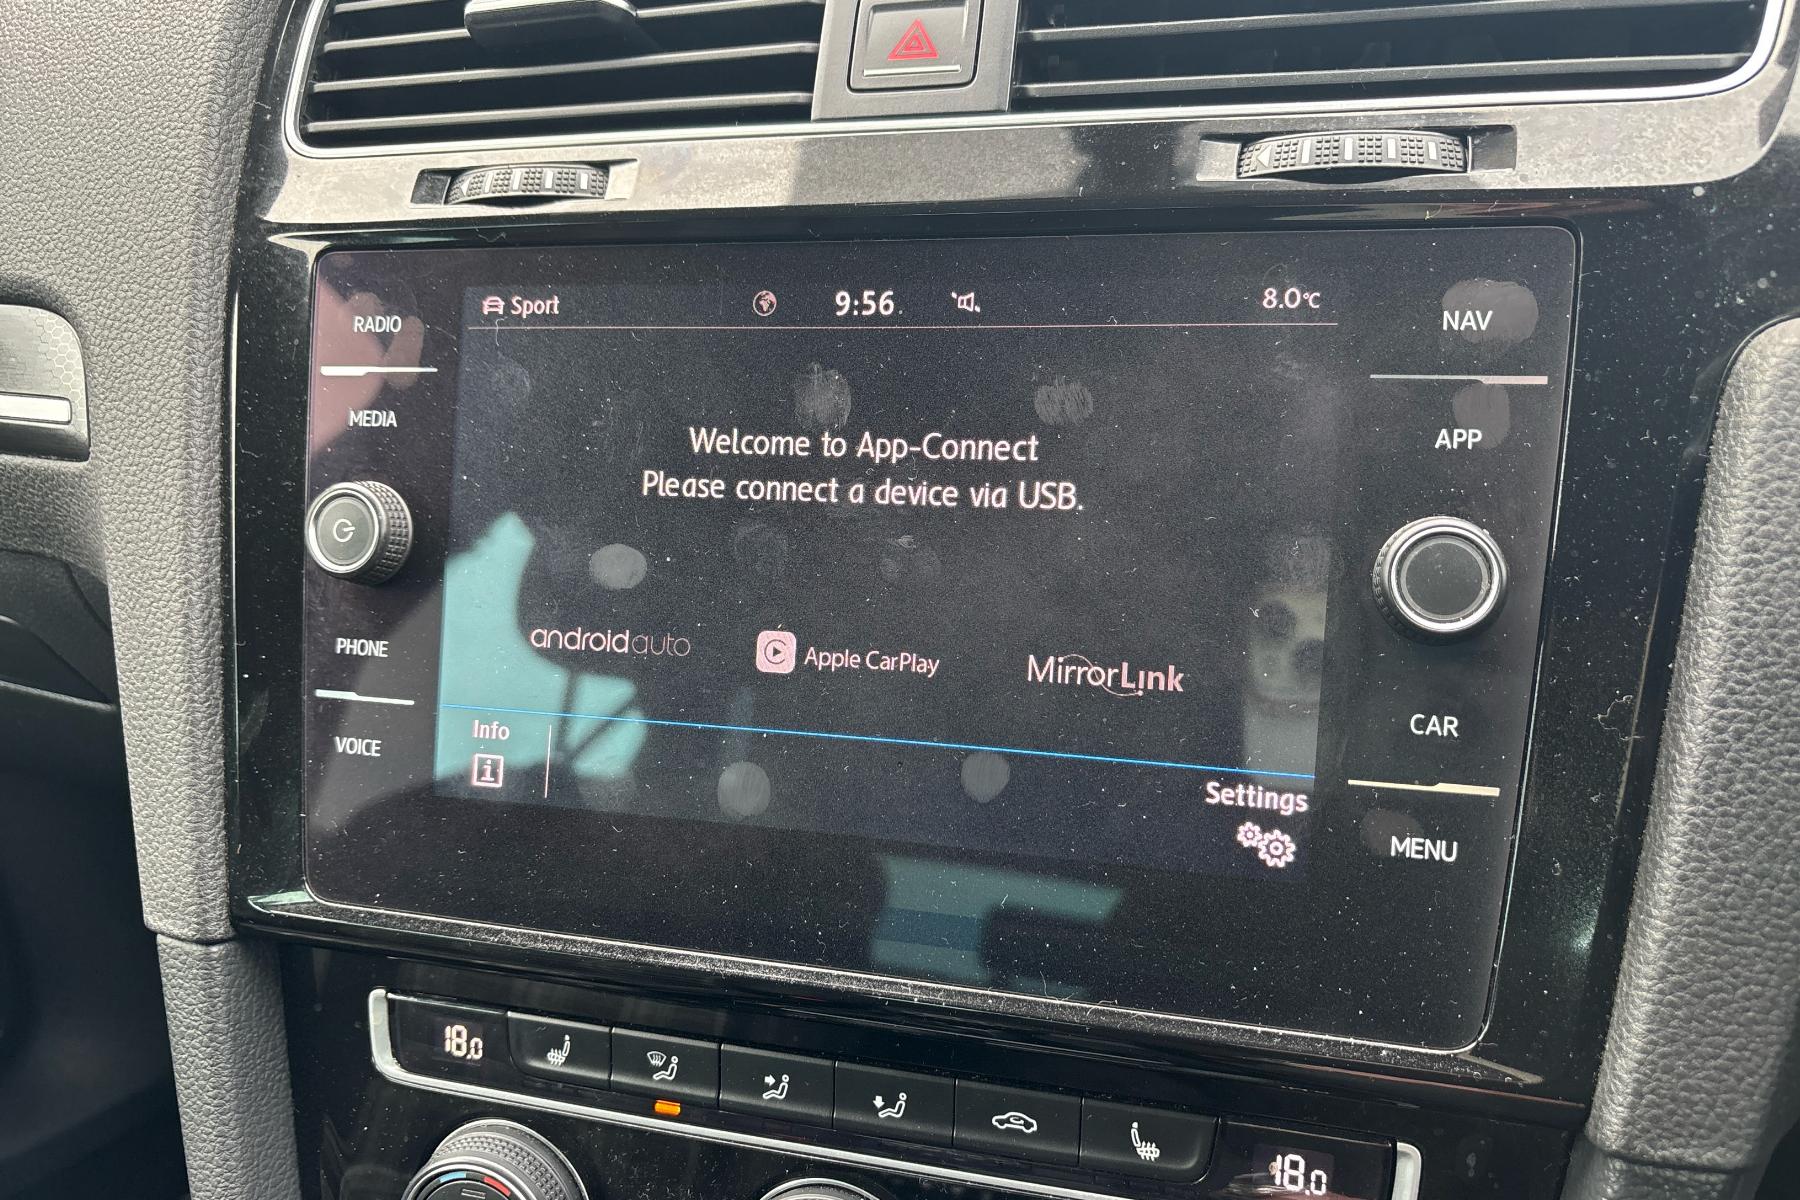 Sport 9:56 8.0°C
RADIO
MEDIA
PHONE
VOICE
NAV
APP
CAR
MENU
Welcome to App-Connect
Please connect a device via USB.
androidauto
Apple CarPlay
MirrorLink
Info
i
Settings
18.0
18.0